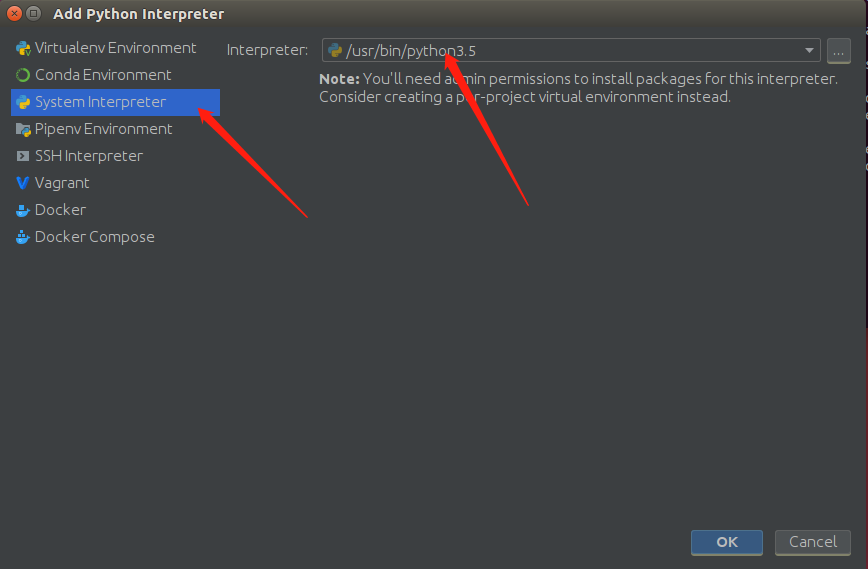 Add Python Interpreter
Virtualenv Environment
Conda Environment
System Interpreter
Pipenv Environment
SSH Interpreter
Vagrant
Docker
Docker Compose
Interpreter: /usr/bin/python3.5 ...
Note: You'll need admin permissions to install packages for this interpreter.
Consider creating a per-project virtual environment instead.
OK Cancel